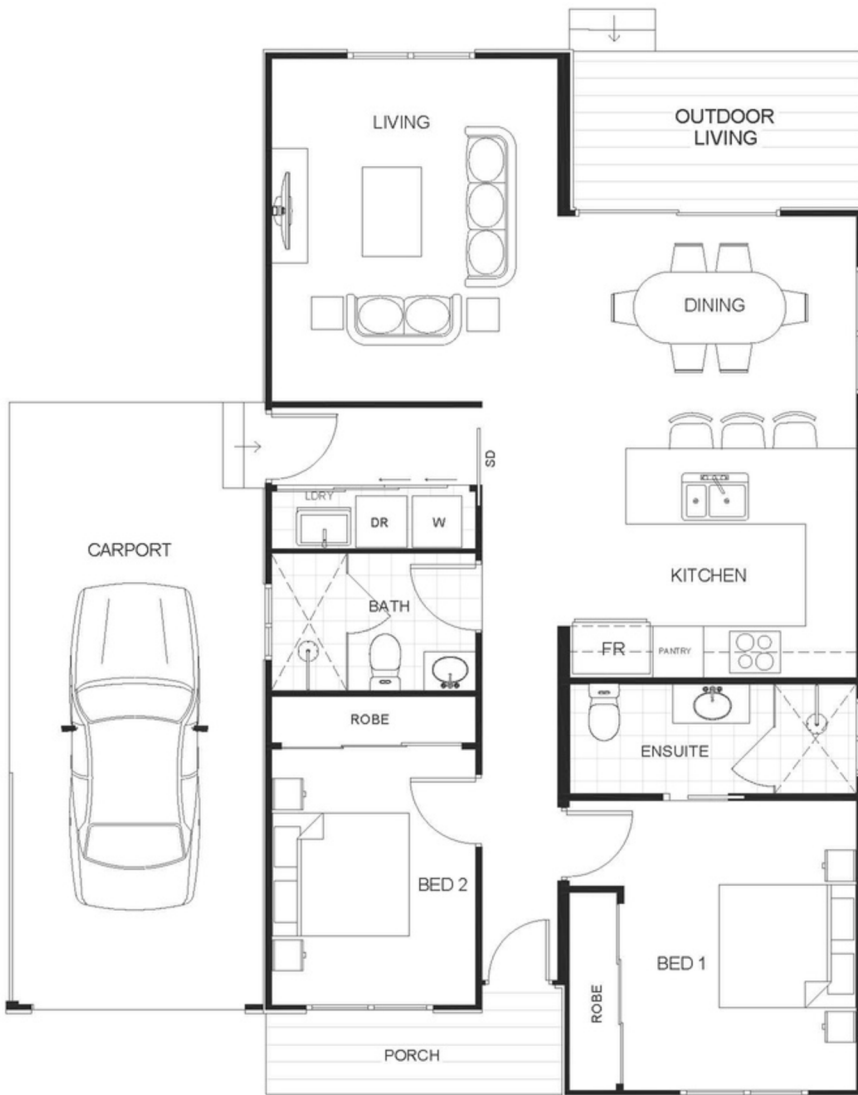 LIVING
OUTDOOR
LIVING
DINING
SD
LDRY
DR
W
CARPORT
BATH
KITCHEN
FR
PANTRY
ROBE
ENSUITE
BED 2
BED 1
ROBE
PORCH